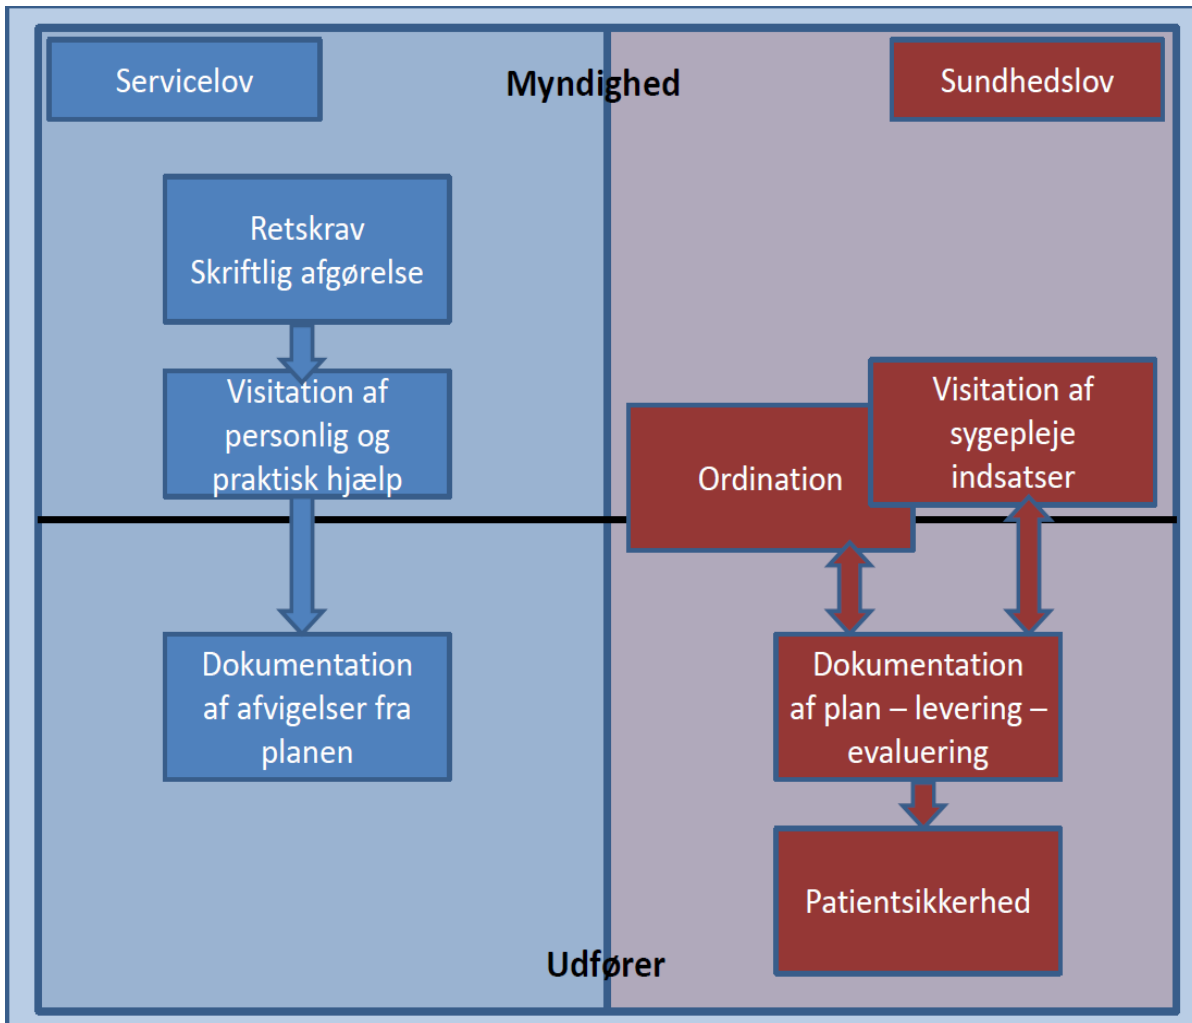 Servicelov
Myndighed
Sundhedslov
Retskrav
Skriftlig afgørelse
Visitation af
personlig og
praktisk hjælp
Ordination
Visitation af
sygepleje
indsatser
Dokumentation
af afvigelser fra
planen
Dokumentation
af plan – levering –
evaluering
Patientsikkerhed
Udfører